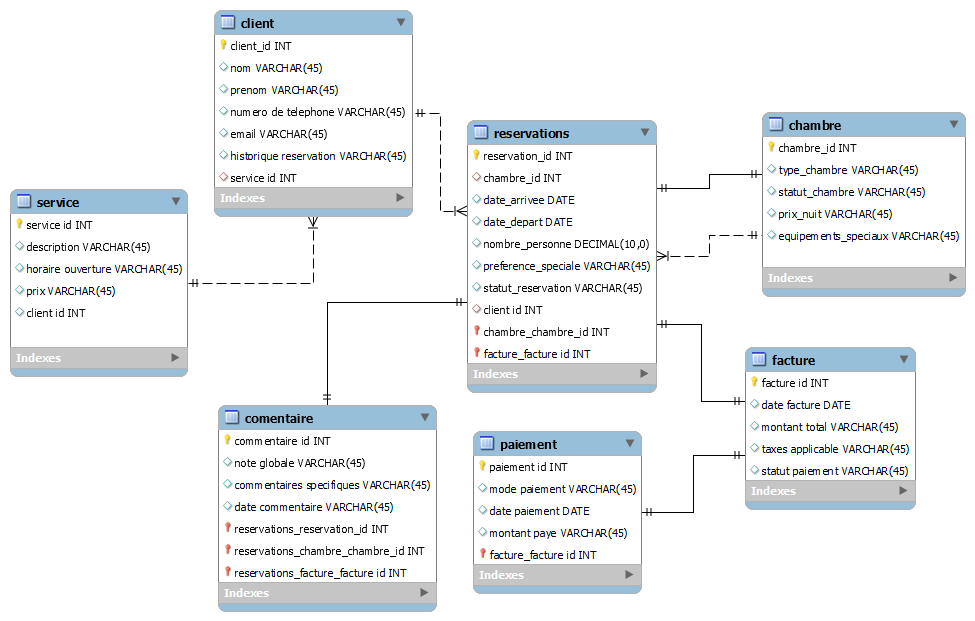 client
client_id INT
nom VARCHAR(45)
prenom VARCHAR(45)
numero de telephone VARCHAR(45)
email VARCHAR(45)
historique reservation VARCHAR(45)
service id INT
Indexes
service
service id INT
description VARCHAR(45)
horaire ouverture VARCHAR(45)
prix VARCHAR(45)
client id INT
Indexes
reservations
reservation_id INT
chambre_id INT
date_arrivee DATE
date_depart DATE
nombre_personne DECIMAL(10,0)
preference_speciale VARCHAR(45)
statut_reservation VARCHAR(45)
client id INT
chambre_chambre_id INT
facture_facture id INT
Indexes
chambre
chambre_id INT
type_chambre VARCHAR(45)
statut_chambre VARCHAR(45)
prix_nuit VARCHAR(45)
equipements_speciaux VARCHAR(45)
Indexes
comentaire
commentaire id INT
note globale VARCHAR(45)
commentaires specifiques VARCHAR(45)
date commentaire VARCHAR(45)
reservations_reservation_id INT
reservations_chambre_chambre_id INT
reservations_facture_facture id INT
Indexes
paiement
paiement id INT
mode paiement VARCHAR(45)
date paiement DATE
montant paye VARCHAR(45)
facture_facture id INT
Indexes
facture
facture id INT
date facture DATE
montant total VARCHAR(45)
taxes applicable VARCHAR(45)
statut paiement VARCHAR(45)
Indexes